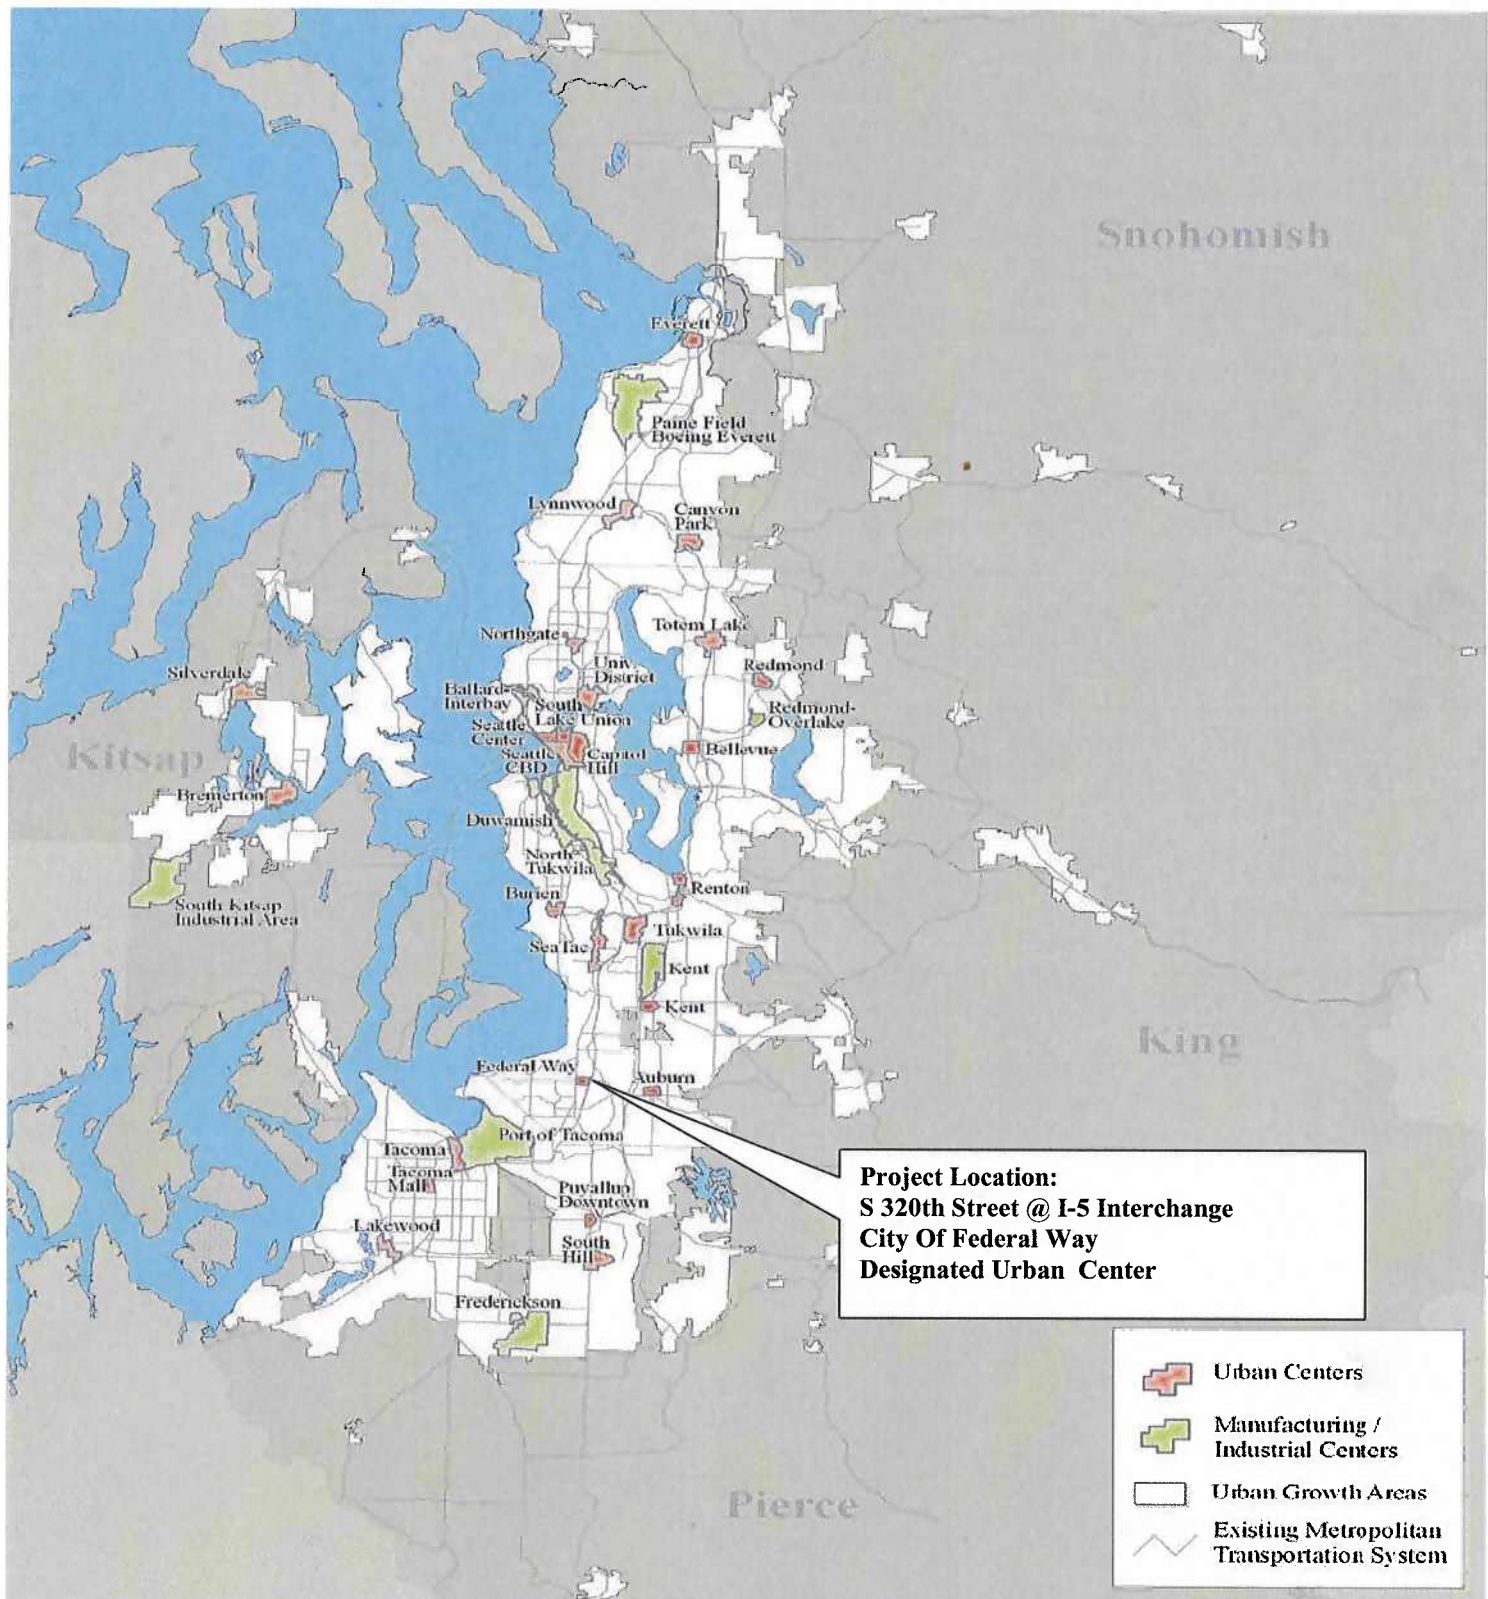 Snohomish
Everett
Paine Field
Boeing Everett
Lynnwood
Canyon
Park
Northgate
Totem Lake
Univ.
District
Redmond
Silverdale
Ballard-
Interbay
South
Lake Union
Redmond-
Overlake
Seattle
Center
Kitsap
Seattle
CBD
Capitol
Hill
Bellevue
Bremerton
Duwamish
North
Tukwila
Burien
Renton
South Kitsap
Industrial Area
SeaTac
Tukwila
Kent
Kent
King
Federal Way
Auburn
Port of Tacoma
Tacoma
Tacoma
Mall
Puyallup
Downtown
Lakewood
South
Hill
Frederickson
Project Location:
S 320th Street @ I-5 Interchange
City Of Federal Way
Designated Urban Center
Pierce
Urban Centers
Manufacturing /
Industrial Centers
Urban Growth Areas
Existing Metropolitan
Transportation System